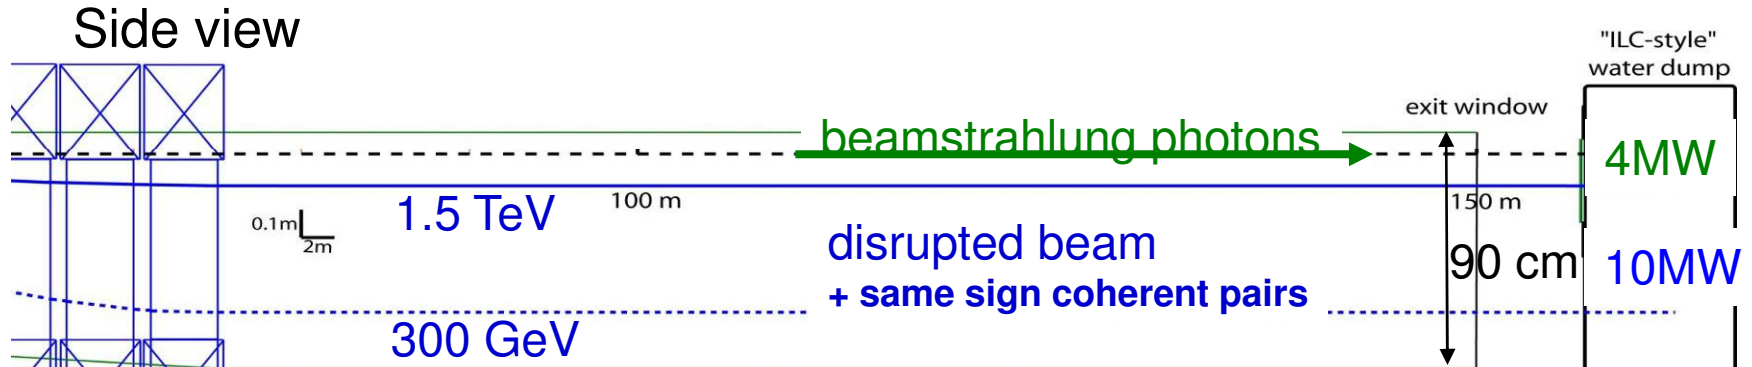 Side view
"ILC-style"
water dump
exit window
beamstrahlung photons
4MW
100 m
150 m
1.5 TeV
0.1m
2m
disrupted beam
90 cm
10MW
+ same sign coherent pairs
300 GeV